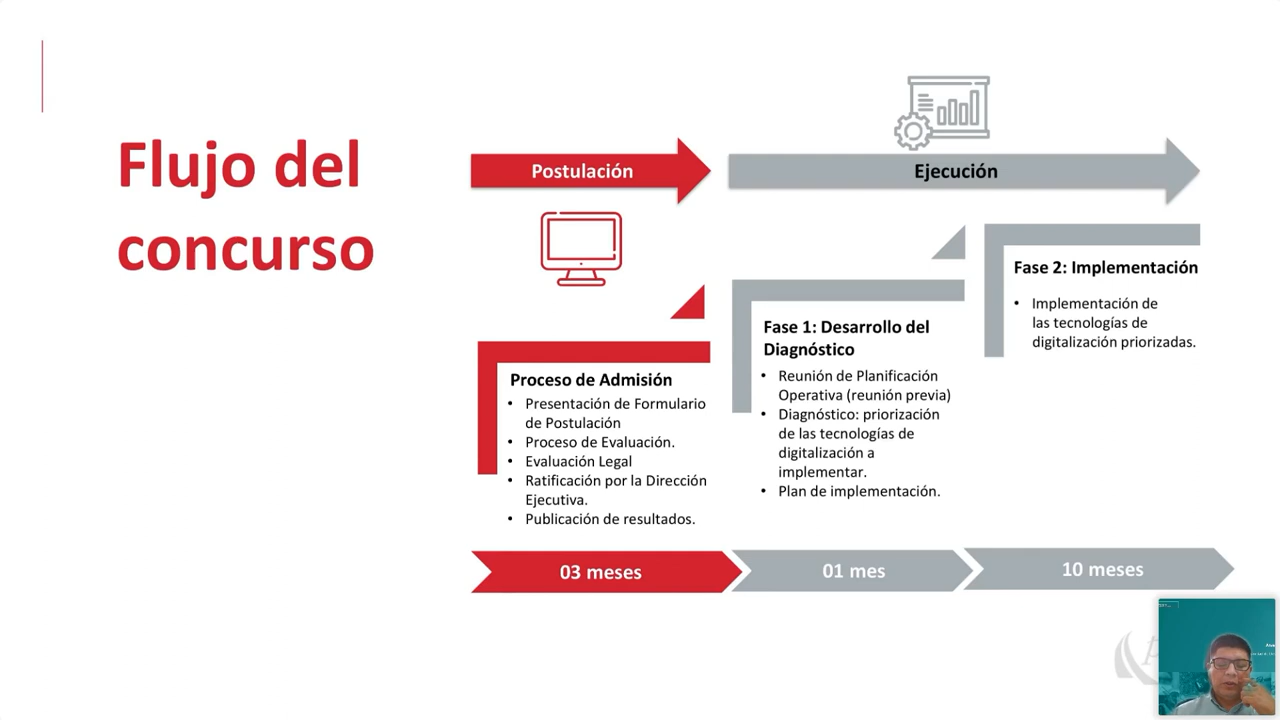 Flujo del
concurso
Postulación
Ejecución
Proceso de Admisión
• Presentación de Formulario
de Postulación
• Proceso de Evaluación.
• Evaluación Legal
• Ratificación por la Dirección
Ejecutiva.
• Publicación de resultados.
Fase 1: Desarrollo del
Diagnóstico
• Reunión de Planificación
Operativa (reunión previa)
• Diagnóstico: priorización
de las tecnologías de
digitalización a
implementar.
• Plan de implementación.
Fase 2: Implementación
• Implementación de
las tecnologías de
digitalización priorizadas.
03 meses
01 mes
10 meses